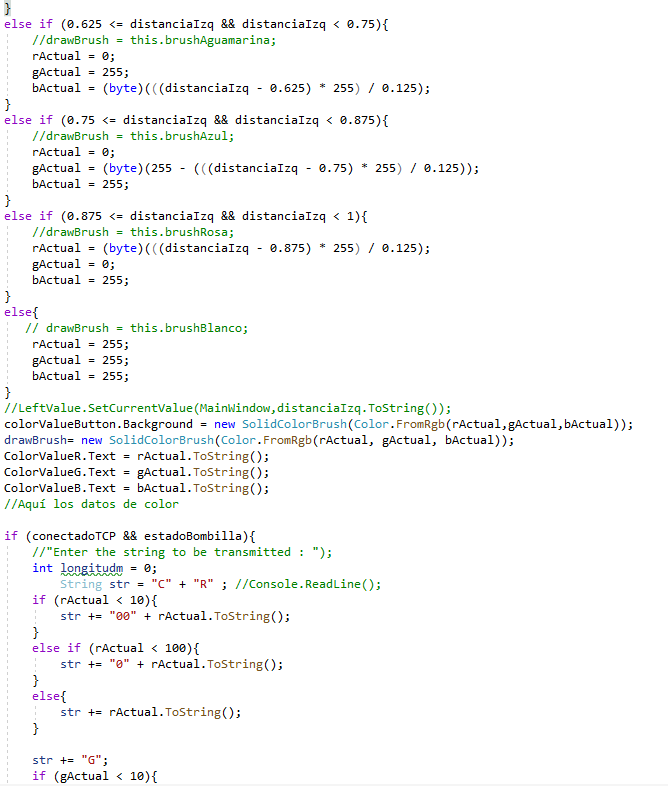 }
else if (0.625 <= distanciaIzq && distanciaIzq < 0.75){
//drawBrush = this.brushAguamarina;
rActual = 0;
gActual = 255;
bActual = (byte)(((distanciaIzq - 0.625) * 255) / 0.125);
}
else if (0.75 <= distanciaIzq && distanciaIzq < 0.875){
//drawBrush = this.brushAzul;
rActual = 0;
gActual = (byte)(255 - (((distanciaIzq - 0.75) * 255) / 0.125));
bActual = 255;
}
else if (0.875 <= distanciaIzq && distanciaIzq < 1){
//drawBrush = this.brushRosa;
rActual = (byte)(((distanciaIzq - 0.875) * 255) / 0.125);
gActual = 0;
bActual = 255;
}
else{
// drawBrush = this.brushBlanco;
rActual = 255;
gActual = 255;
bActual = 255;
}
//LeftValue.SetCurrentValue(MainWindow,distanciaIzq.ToString());
colorValueButton.Background = new SolidColorBrush(Color.FromRgb(rActual,gActual,bActual));
drawBrush= new SolidColorBrush(Color.FromRgb(rActual, gActual, bActual));
ColorValueR.Text = rActual.ToString();
ColorValueG.Text = gActual.ToString();
ColorValueB.Text = bActual.ToString();
//Aquí los datos de color
if (conectadoTCP && estadoBombilla){
//"Enter the string to be transmitted : ");
int longitudm = 0;
String str = "C" + "R" ; //Console.ReadLine();
if (rActual < 10){
str += "00" + rActual.ToString();
}
else if (rActual < 100){
str += "0" + rActual.ToString();
}
else{
str += rActual.ToString();
}
str += "G";
if (gActual < 10){